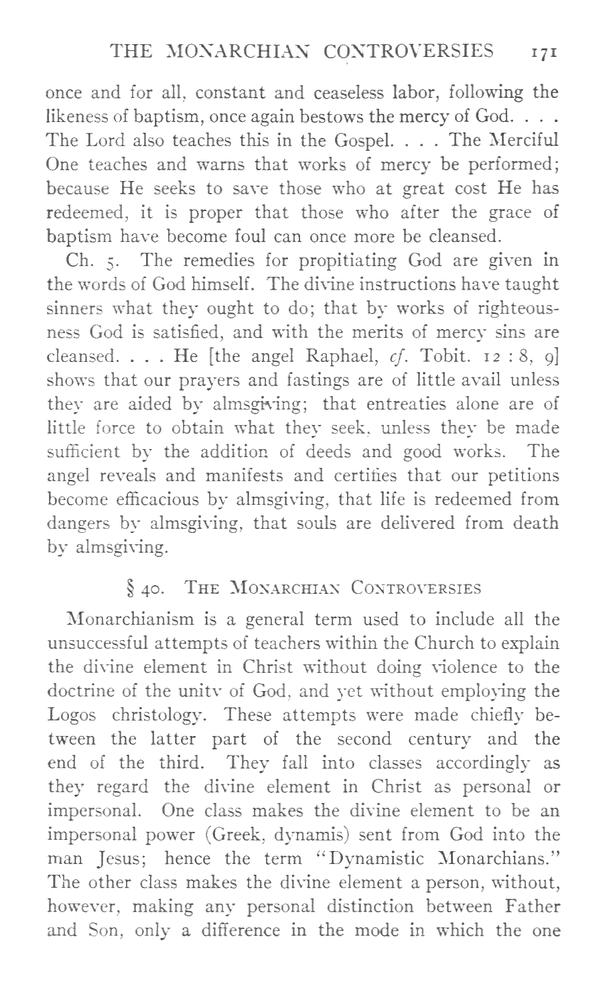 THE MONARCHIAN CONTROVERSIES 171
once and for all, constant and ceaseless labor, following the
likeness of baptism, once again bestows the mercy of God. . . .
The Lord also teaches this in the Gospel. . . . The Merciful
One teaches and warns that works of mercy be performed;
because He seeks to save those who at great cost He has
redeemed, it is proper that those who after the grace of
baptism have become foul can once more be cleansed.
Ch. 5. The remedies for propitiating God are given in
the words of God himself. The divine instructions have taught
sinners what they ought to do; that by works of righteous-
ness God is satisfied, and with the merits of mercy sins are
cleansed. . . . He [the angel Raphael, cf. Tobit. 12 : 8, 9]
shows that our prayers and fastings are of little avail unless
they are aided by almsgiving; that entreaties alone are of
little force to obtain what they seek, unless they be made
sufficient by the addition of deeds and good works. The
angel reveals and manifests and certifies that our petitions
become efficacious by almsgiving, that life is redeemed from
dangers by almsgiving, that souls are delivered from death
by almsgiving.
§ 40. The Monarchian Controversies
Monarchianism is a general term used to include all the
unsuccessful attempts of teachers within the Church to explain
the divine element in Christ without doing violence to the
doctrine of the unity of God, and yet without employing the
Logos christology. These attempts were made chiefly be-
tween the latter part of the second century and the
end of the third. They fall into classes accordingly as
they regard the divine element in Christ as personal or
impersonal. One class makes the divine element to be an
impersonal power (Greek, dynamis) sent from God into the
man Jesus; hence the term "Dynamistic Monarchians."
The other class makes the divine element a person, without,
however, making any personal distinction between Father
and Son, only a difference in the mode in which the one